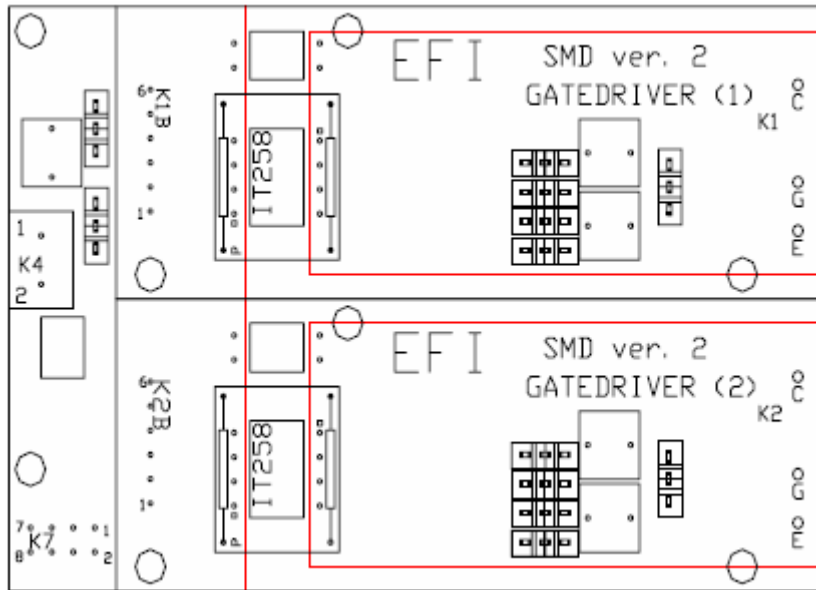 EFI
SMD ver. 2
GATEDRIVER (1)
K1
C
G
E
6
K1B
1
IT258
P
1
K4
2
EFI
SMD ver. 2
GATEDRIVER (2)
K2
C
G
E
6
K2B
1
IT258
P
7
K7
1
8
2